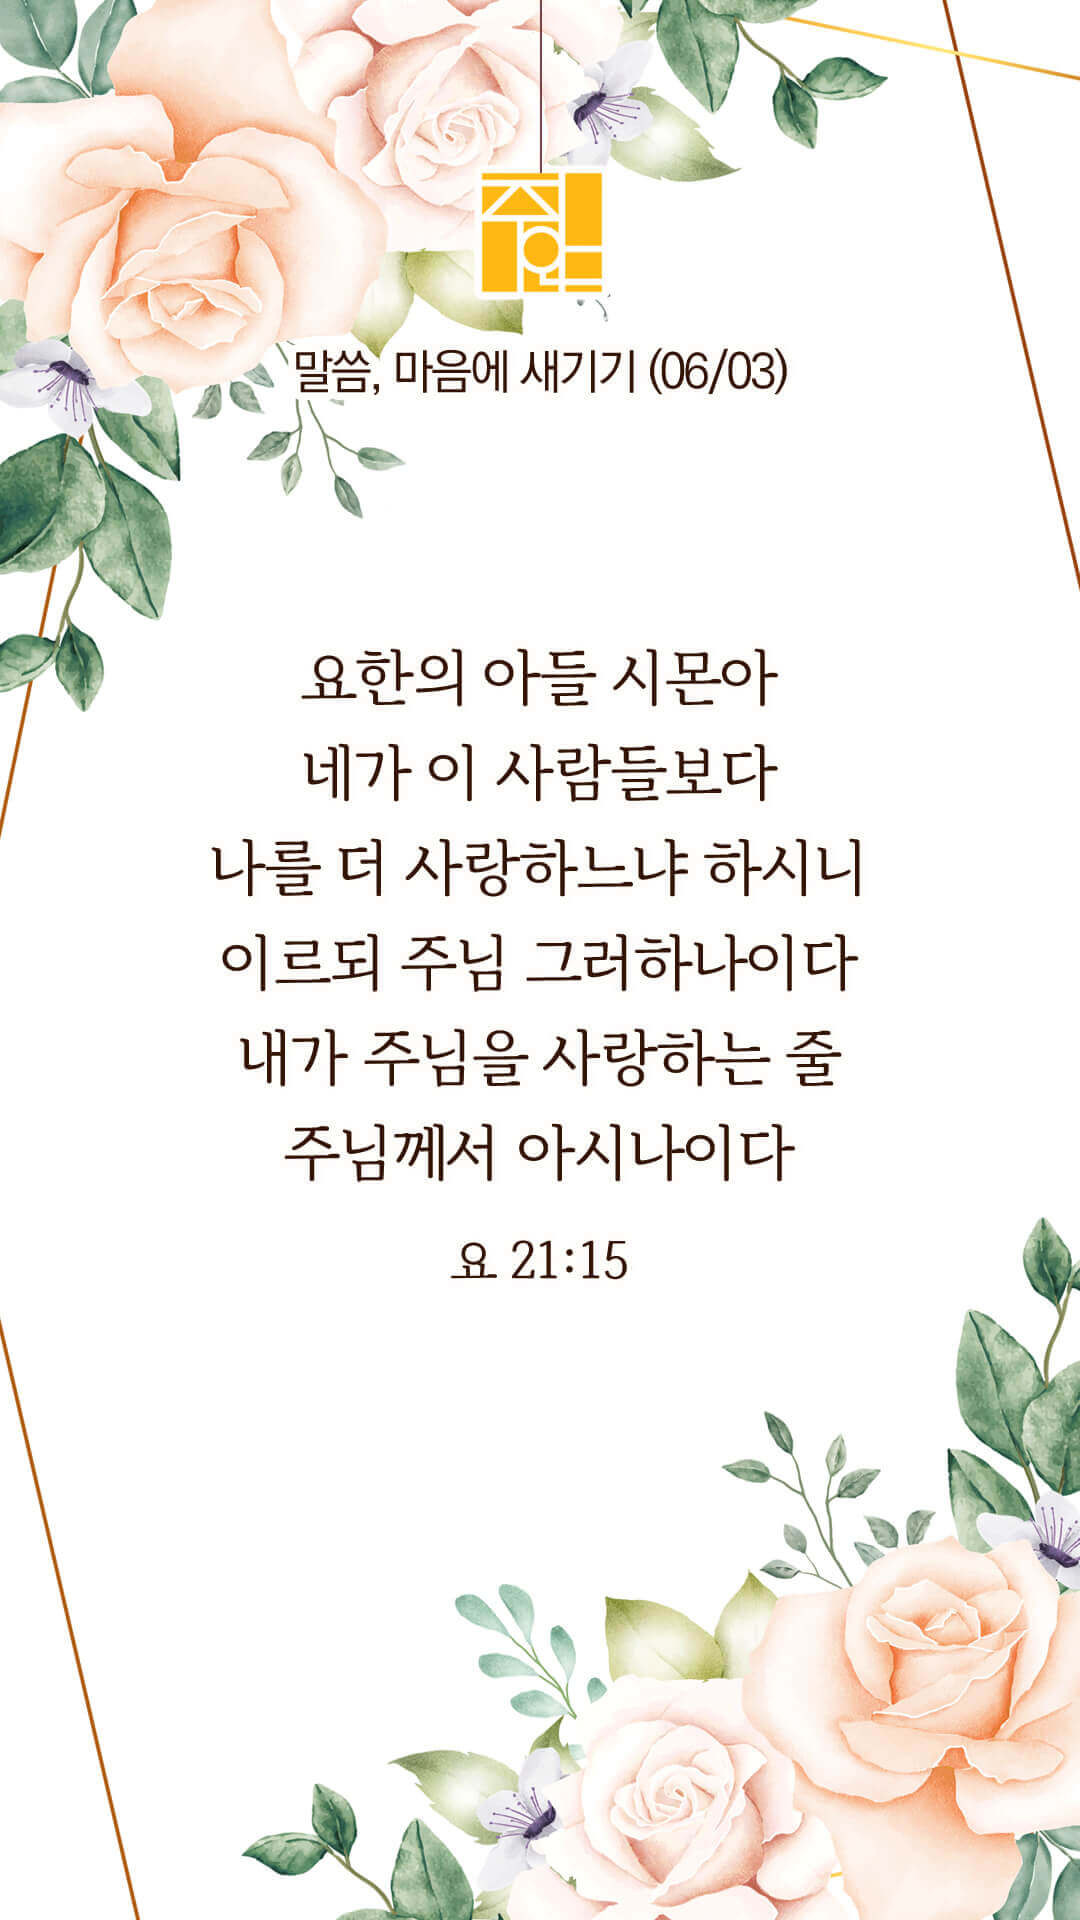 주인
말씀, 마음에 새기기 (06/03)
요한의 아들 시몬아
네가 이 사람들보다
나를 더 사랑하느냐 하시니
이르되 주님 그러하나이다
내가 주님을 사랑하는 줄
주님께서 아시나이다
요 21:15